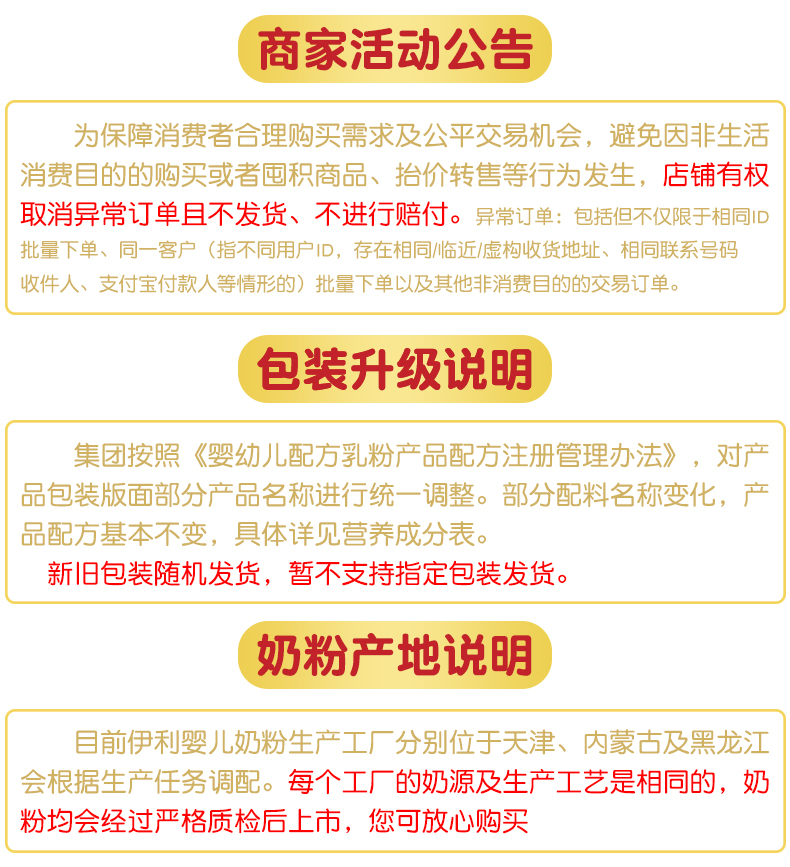 商家活动公告
为保障消费者合理购买需求及公平交易机会，避免因非生活
消费目的的购买或者囤积商品、抬价转售等行为发生，店铺有权
取消异常订单且不发货、不进行赔付。异常订单：包括但不仅限于相同ID
批量下单、同一客户（指不同用户ID，存在相同/临近/虚构收货地址、相同联系号码
收件人、支付宝付款人等情形的）批量下单以及其他非消费目的的交易订单。
包装升级说明
集团按照《婴幼儿配方乳粉产品配方注册管理办法》，对产
品包装版面部分产品名称进行统一调整。部分配料名称变化，产
品配方基本不变，具体详见营养成分表。
新旧包装随机发货，暂不支持指定包装发货。
奶粉产地说明
目前伊利婴儿奶粉生产工厂分别位于天津、内蒙古及黑龙江
会根据生产任务调配。每个工厂的奶源及生产工艺是相同的，奶
粉均会经过严格质检后上市，您可放心购买